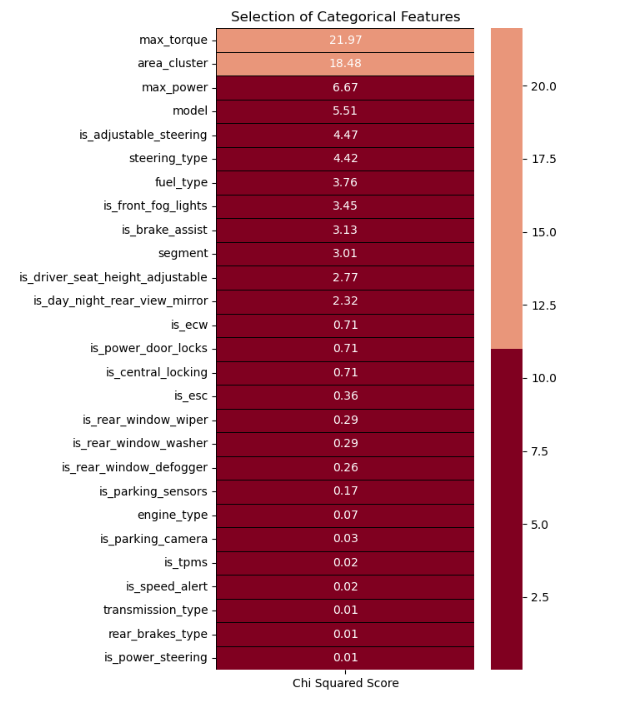 Selection of Categorical Features
max_torque 21.97
area_cluster 18.48
max_power 6.67
model 5.51
is_adjustable_steering 4.47
steering_type 4.42
fuel_type 3.76
is_front_fog_lights 3.45
is_brake_assist 3.13
segment 3.01
is_driver_seat_height_adjustable 2.77
is_day_night_rear_view_mirror 2.32
is_ecw 0.71
is_power_door_locks 0.71
is_central_locking 0.71
is_esc 0.36
is_rear_window_wiper 0.29
is_rear_window_washer 0.29
is_rear_window_defogger 0.26
is_parking_sensors 0.17
engine_type 0.07
is_parking_camera 0.03
is_tpms 0.02
is_speed_alert 0.02
transmission_type 0.01
rear_brakes_type 0.01
is_power_steering 0.01
Chi Squared Score
20.0
17.5
15.0
12.5
10.0
7.5
5.0
2.5